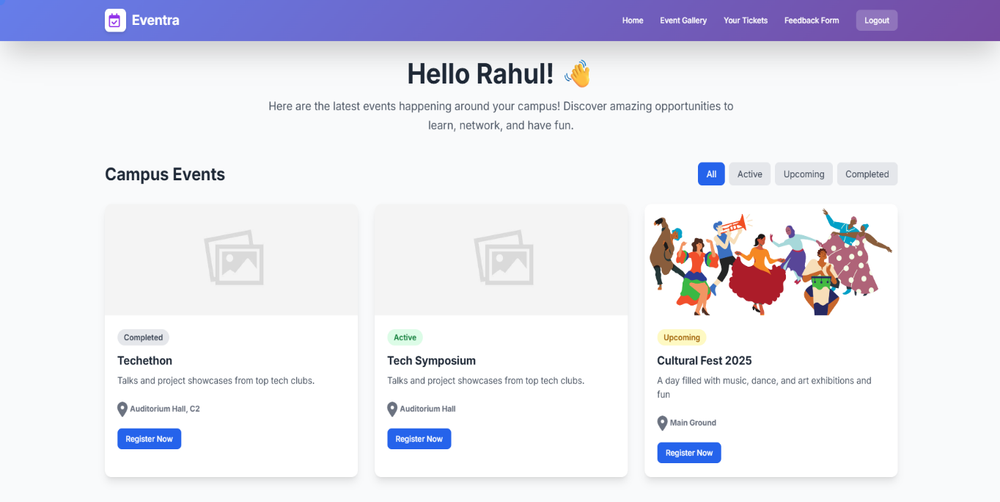 Eventra
Home Event Gallery Your Tickets Feedback Form Logout
Hello Rahul! 👋
Here are the latest events happening around your campus! Discover amazing opportunities to
learn, network, and have fun.
Campus Events
All Active Upcoming Completed
Completed
Techethon
Talks and project showcases from top tech clubs.
Auditorium Hall, C2
Register Now
Active
Tech Symposium
Talks and project showcases from top tech clubs.
Auditorium Hall
Register Now
Upcoming
Cultural Fest 2025
A day filled with music, dance, and art exhibitions and
fun
Main Ground
Register Now